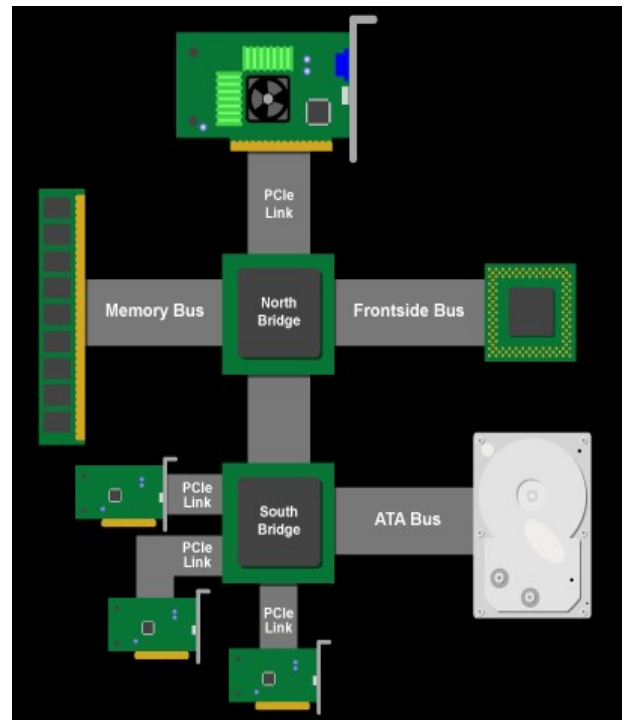 PCIe
Link
Memory Bus
North
Bridge
Frontside Bus
PCIe
Link
South
Bridge
ATA Bus
PCIe
Link
PCIe
Link